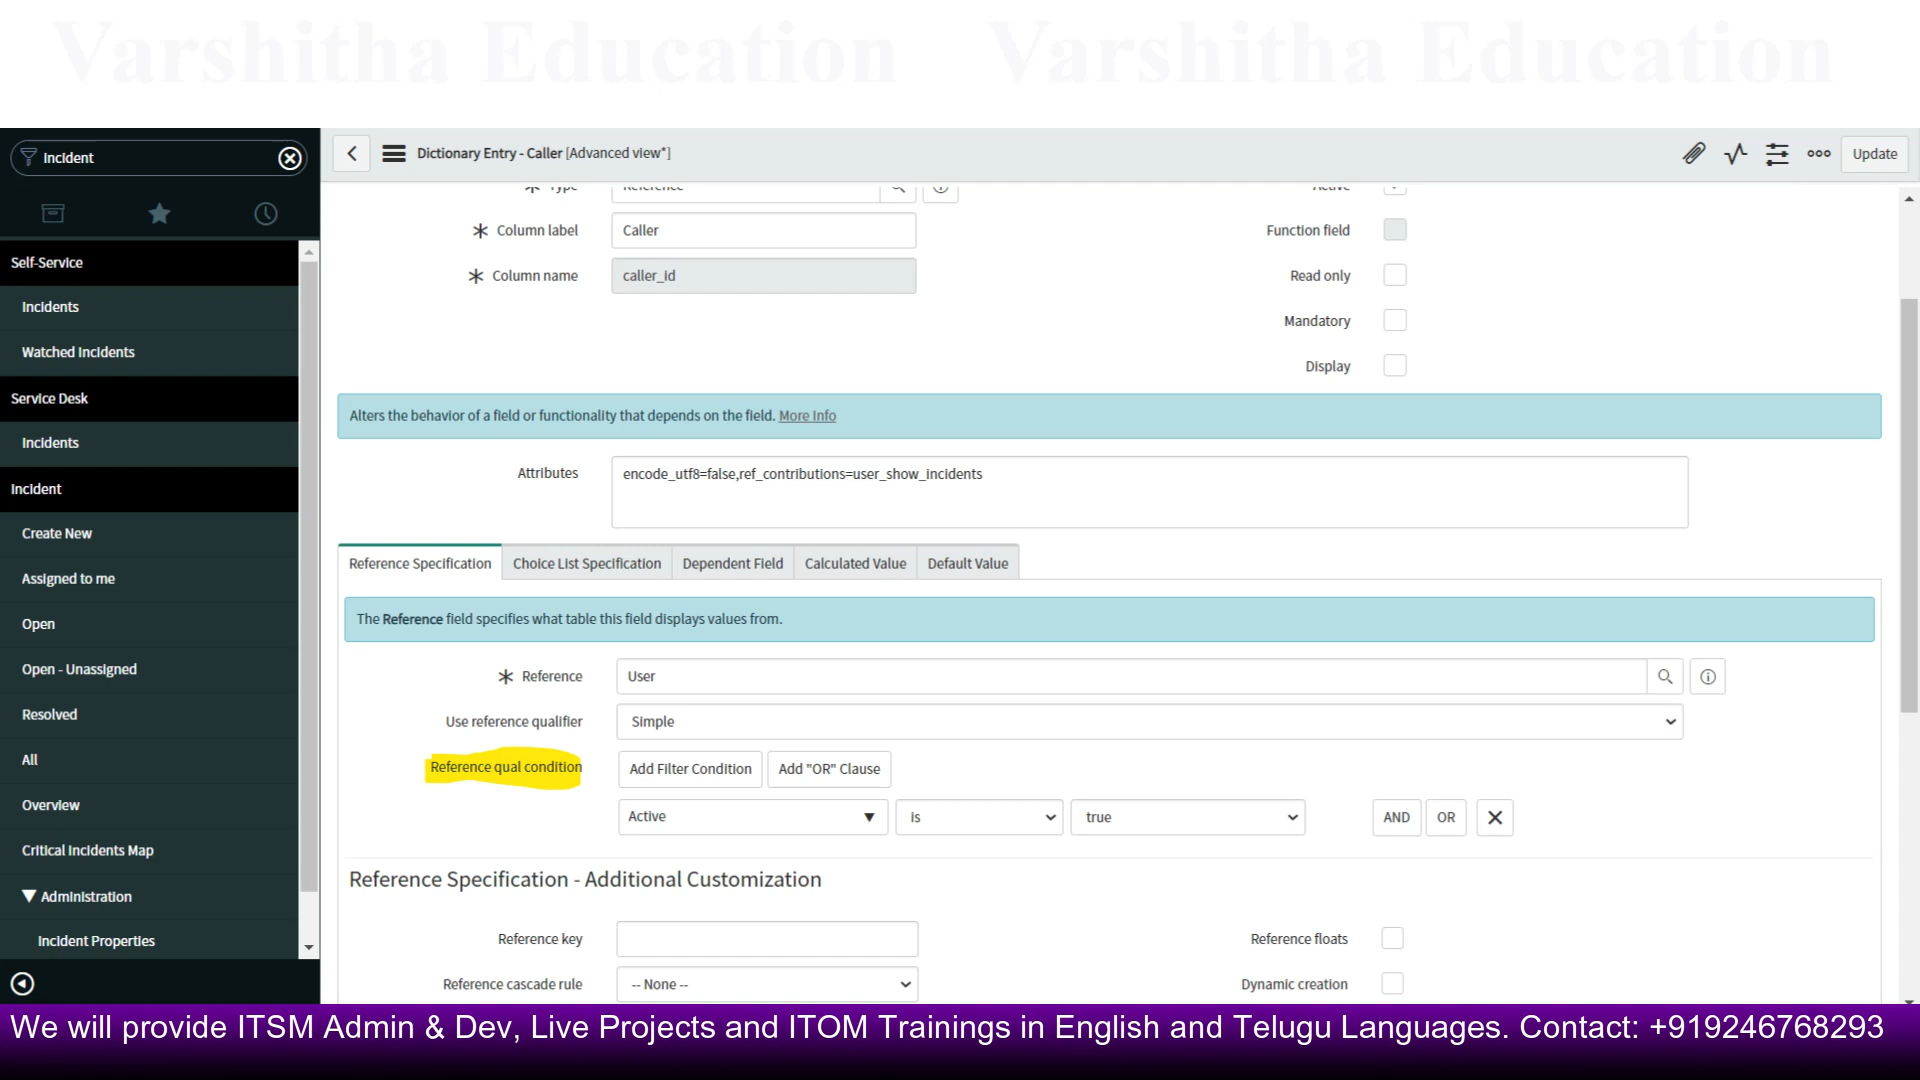 Varshitha Education Varshitha Education
Incident
Dictionary Entry - Caller [Advanced view*]
Update
Self-Service
Incidents
Watched Incidents
Service Desk
Incidents
Incident
Create New
Assigned to me
Open
Open - Unassigned
Resolved
All
Overview
Critical Incidents Map
Administration
Incident Properties
Type Reference
Active
Column label Caller
Function field
Column name caller_id
Read only
Mandatory
Display
Alters the behavior of a field or functionality that depends on the field. More Info
Attributes encode_utf8=false,ref_contributions=user_show_incidents
Reference Specification Choice List Specification Dependent Field Calculated Value Default Value
The Reference field specifies what table this field displays values from.
Reference User
Use reference qualifier Simple
Reference qual condition Add Filter Condition Add "OR" Clause
Active is true AND OR
Reference Specification - Additional Customization
Reference key
Reference floats
Reference cascade rule -- None --
Dynamic creation
We will provide ITSM Admin & Dev, Live Projects and ITOM Trainings in English and Telugu Languages. Contact: +919246768293